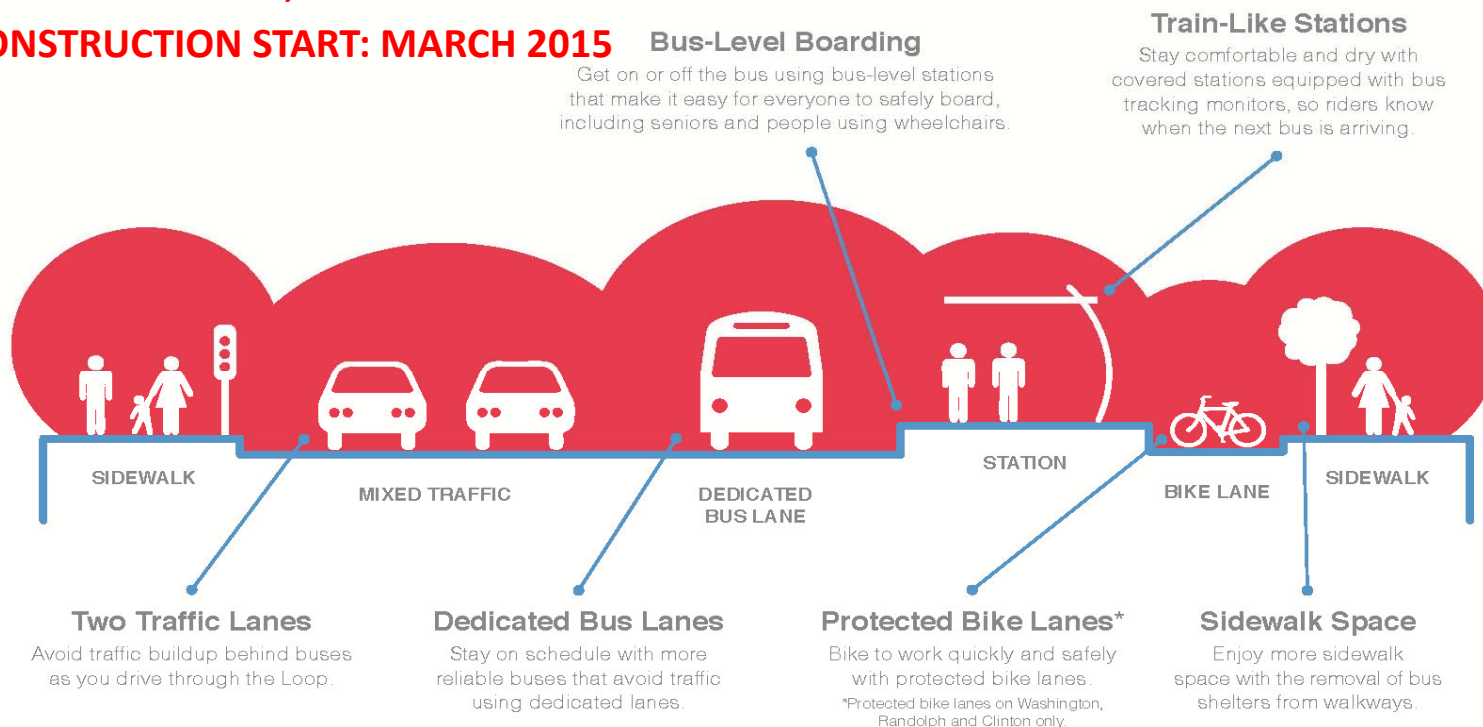 ONSTRUCTION START: MARCH 2015
Bus-Level Boarding
Get on or off the bus using bus-level stations
that make it easy for everyone to safely board,
including seniors and people using wheelchairs.
Train-Like Stations
Stay comfortable and dry with
covered stations equipped with bus
tracking monitors, so riders know
when the next bus is arriving.
SIDEWALK
MIXED TRAFFIC
DEDICATED
BUS LANE
STATION
BIKE LANE
SIDEWALK
Two Traffic Lanes
Avoid traffic buildup behind buses
as you drive through the Loop.
Dedicated Bus Lanes
Stay on schedule with more
reliable buses that avoid traffic
using dedicated lanes.
Protected Bike Lanes*
Bike to work quickly and safely
with protected bike lanes.
*Protected bike lanes on Washington,
Randolph and Clinton only.
Sidewalk Space
Enjoy more sidewalk
space with the removal of bus
shelters from walkways.